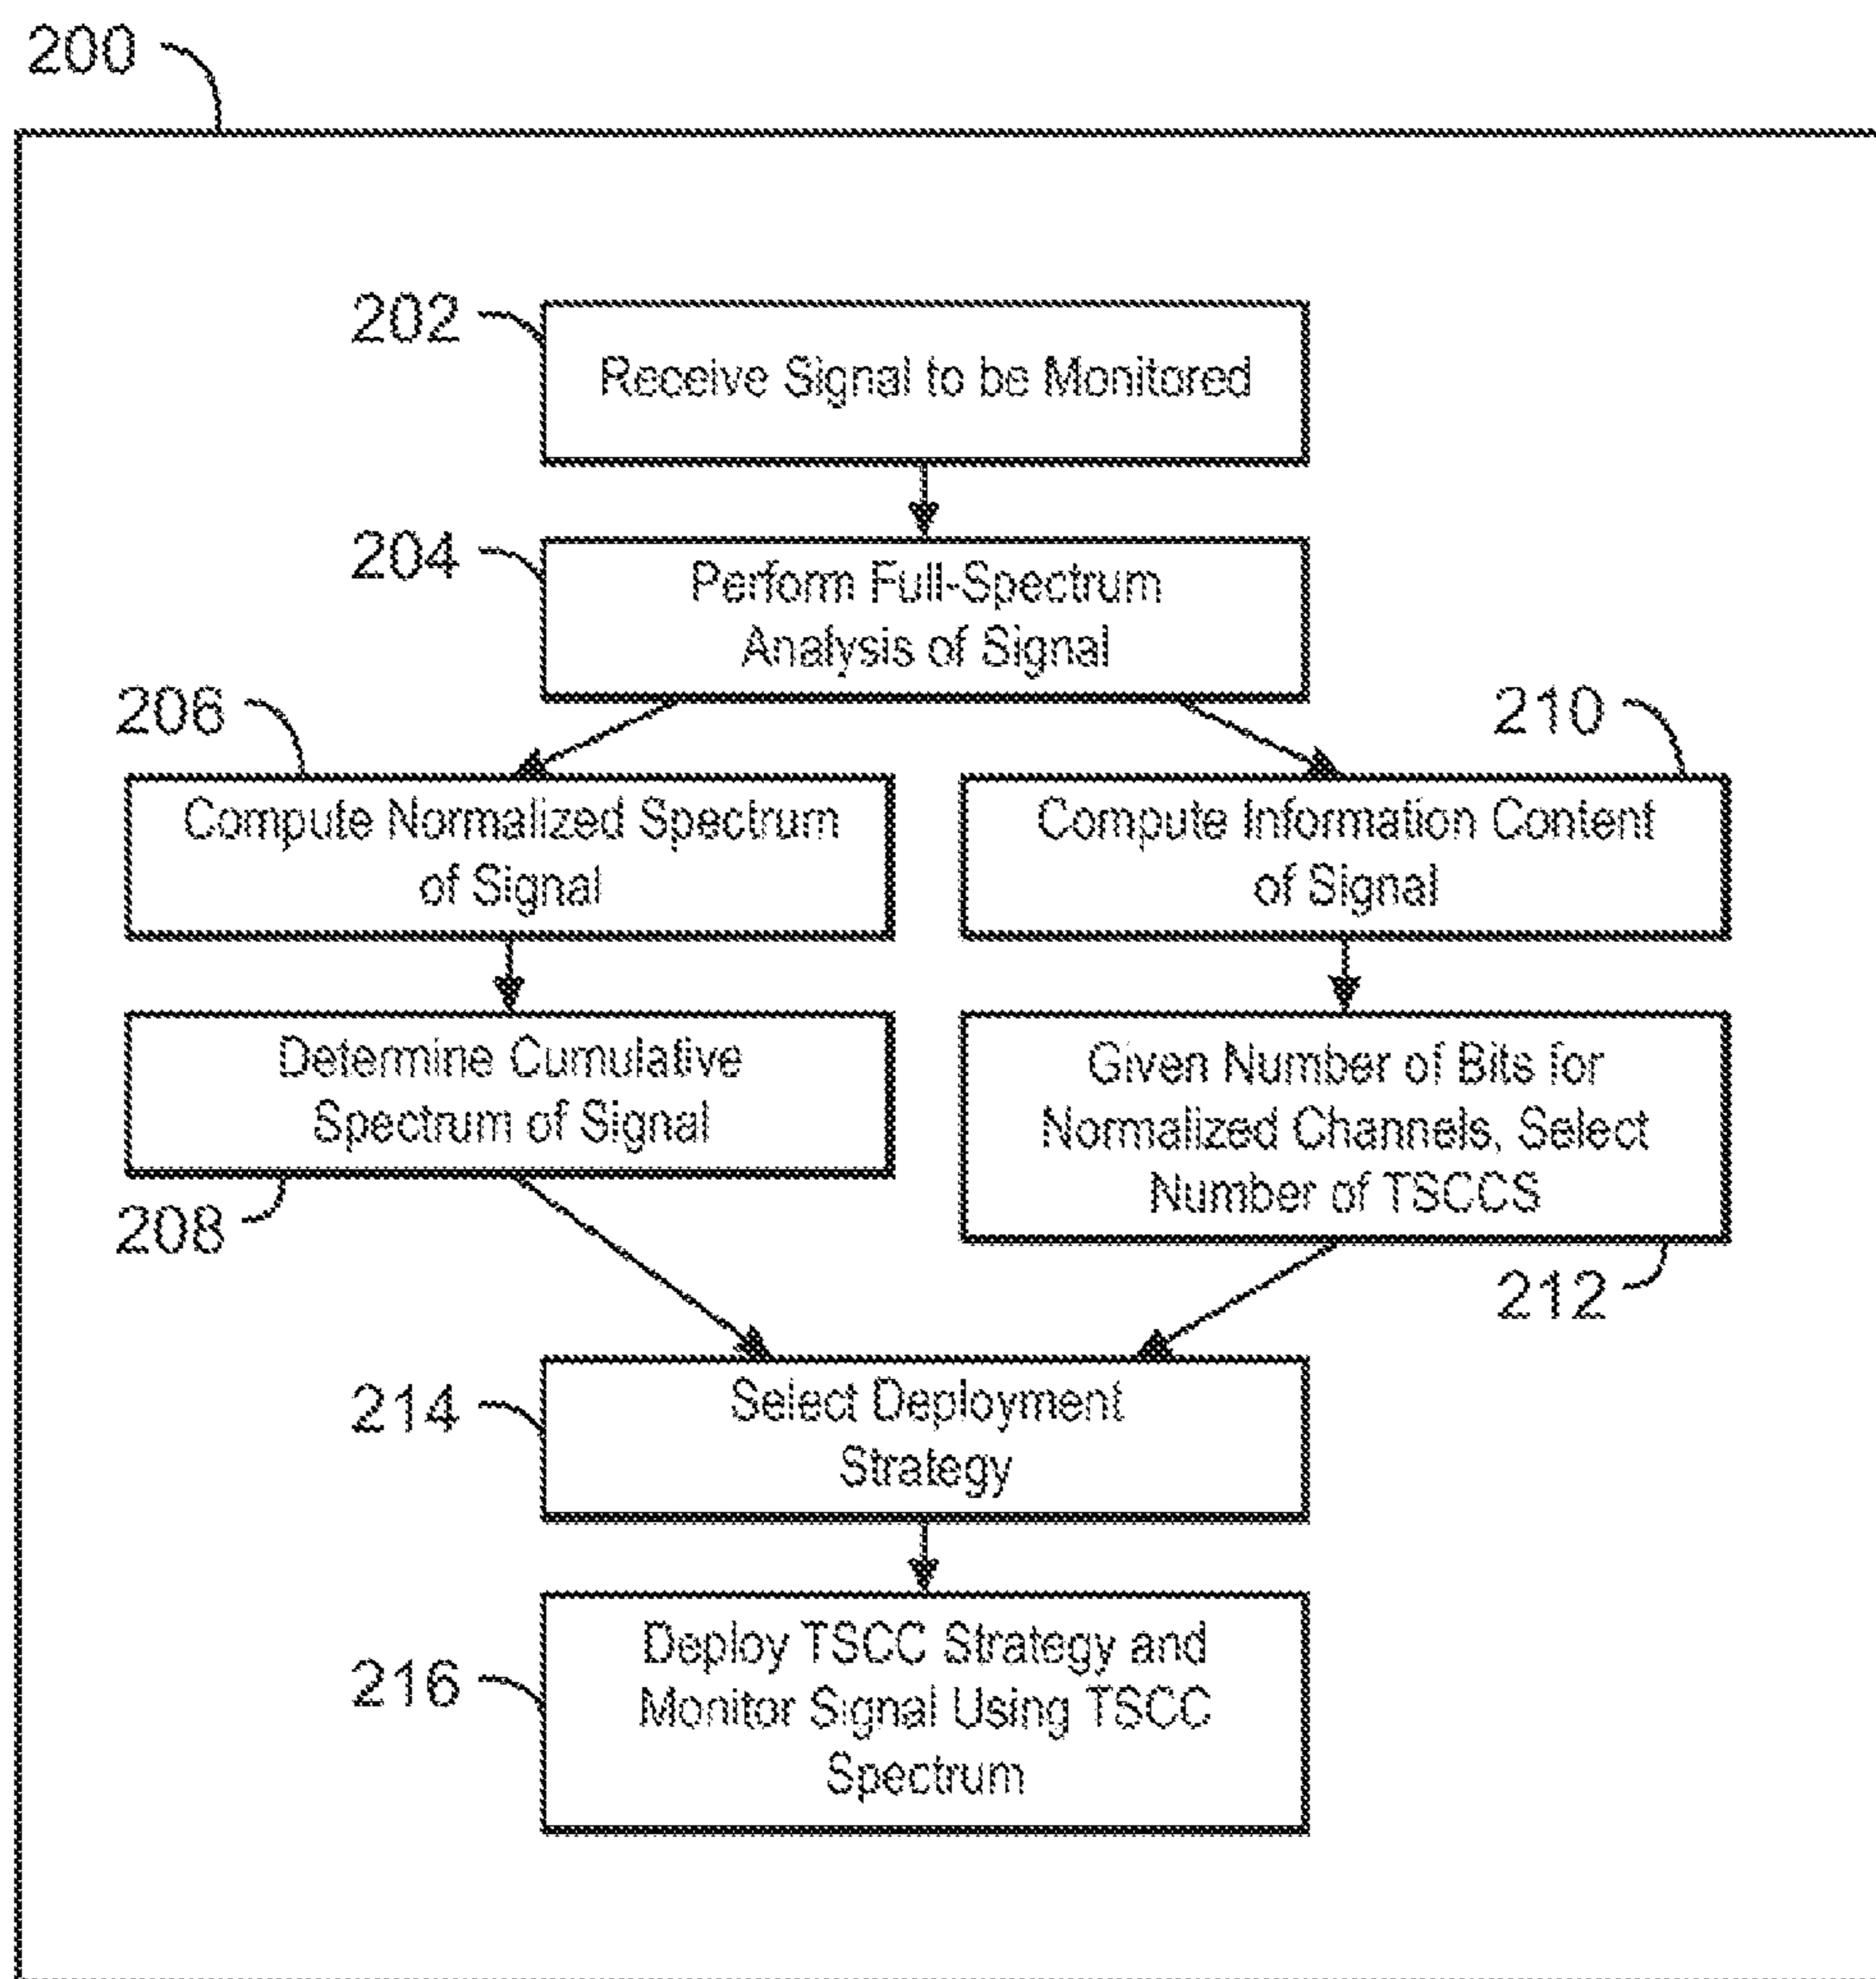 200
202
Receive Signal to be Monitored
204
Perform Full-Spectrum
Analysis of Signal
206
Compute Normalized Spectrum
of Signal
210
Compute Information Content
of Signal
Determine Cumulative
Spectrum of Signal
208
Given Number of Bits for
Normalized Channels, Select
Number of TSCCS
212
214
Select Deployment
Strategy
216
Deploy TSCC Strategy and
Monitor Signal Using TSCC
Spectrum